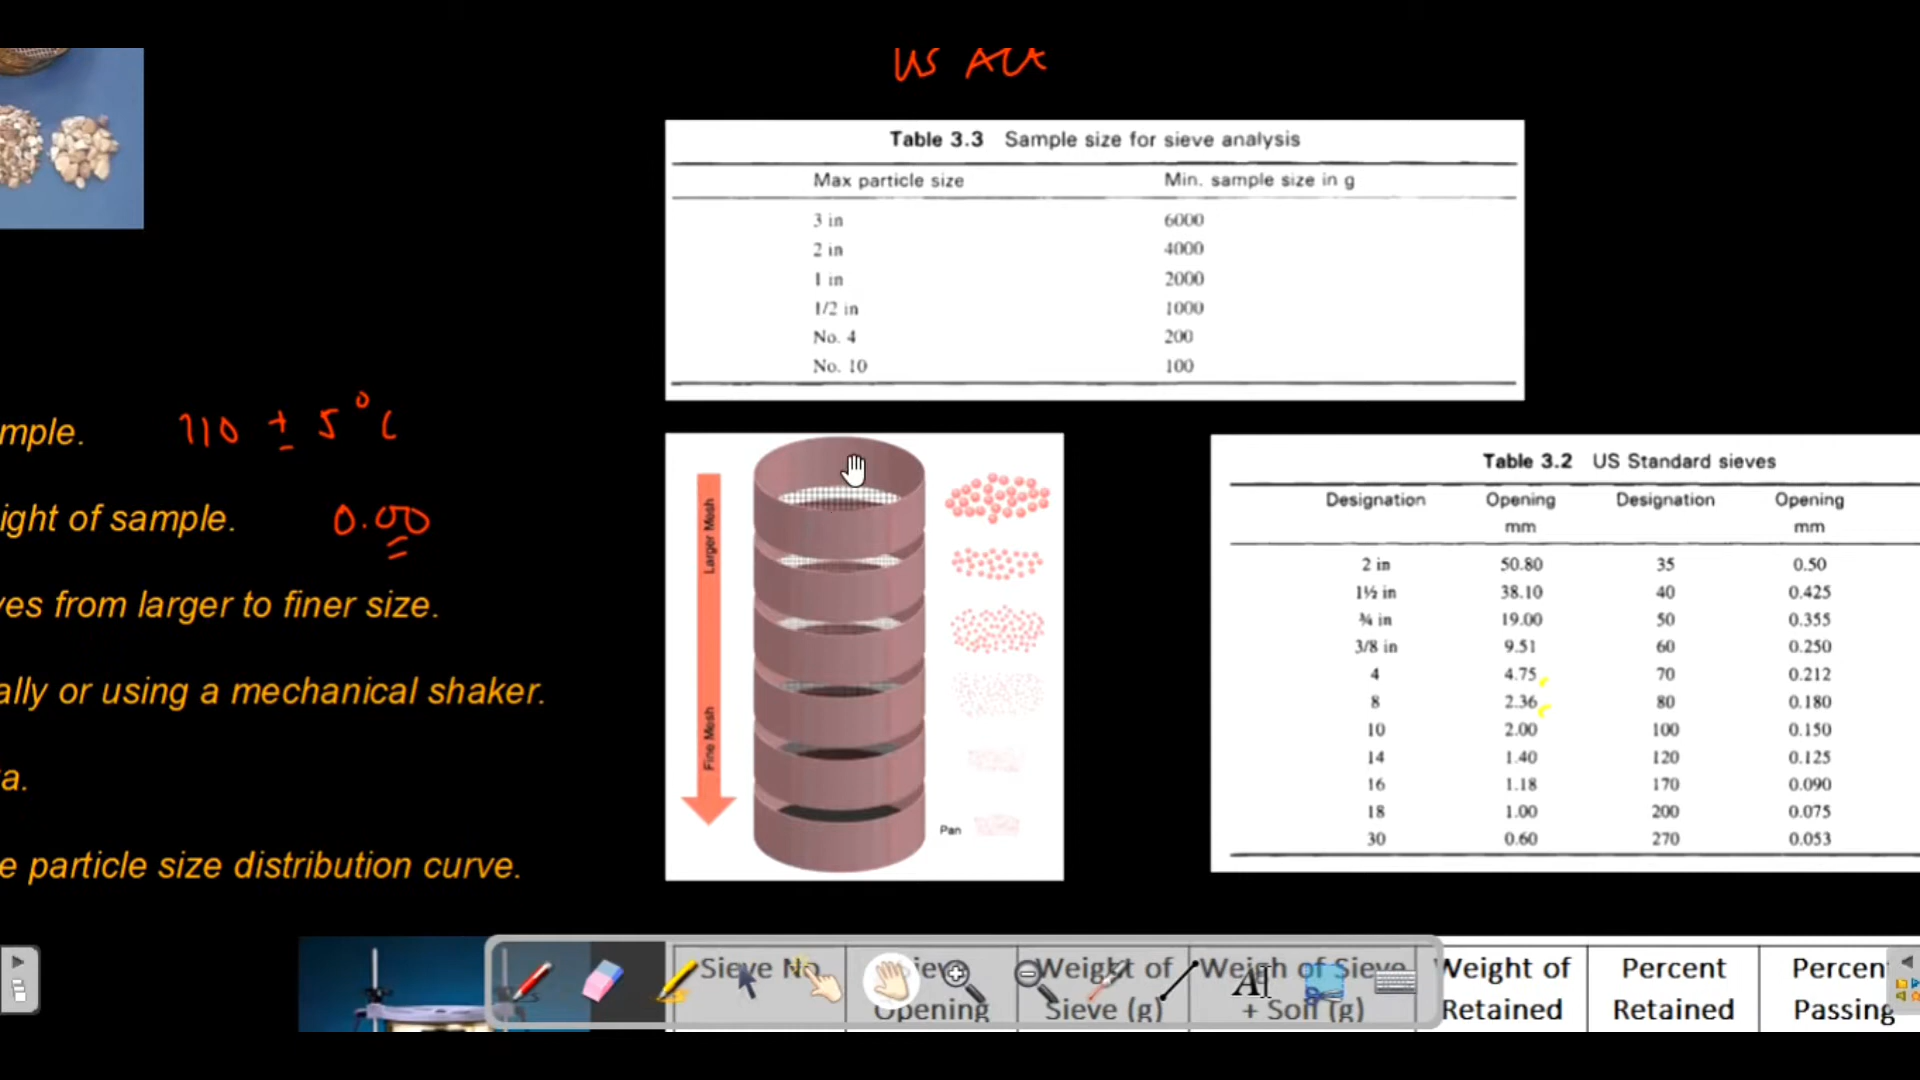 US
Table 3.3 Sample size for sieve analysis
Max particle size Min. sample size in g
3 in 6000
2 in 4000
1 in 2000
1/2 in 1000
No. 4 200
No. 10 100
mple. 110 ± 5°C
ight of sample. 0.00
ves from larger to finer size.
ally or using a mechanical shaker.
a.
e particle size distribution curve.
Larger Mesh
Fine Mesh
Pan
Table 3.2 US Standard sieves
Designation Opening Designation Opening
mm mm
2 in 50.80 35 0.50
1½ in 38.10 40 0.425
¾ in 19.00 50 0.355
3/8 in 9.51 60 0.250
4 4.75 70 0.212
8 2.36 80 0.180
10 2.00 100 0.150
14 1.40 120 0.125
16 1.18 170 0.090
18 1.00 200 0.075
30 0.60 270 0.053
Sieve No. Sieve Weight of Weigh of Sieve Weight of Percent Percen
Opening Sieve (g) + Soil (g) Retained Retained Passing